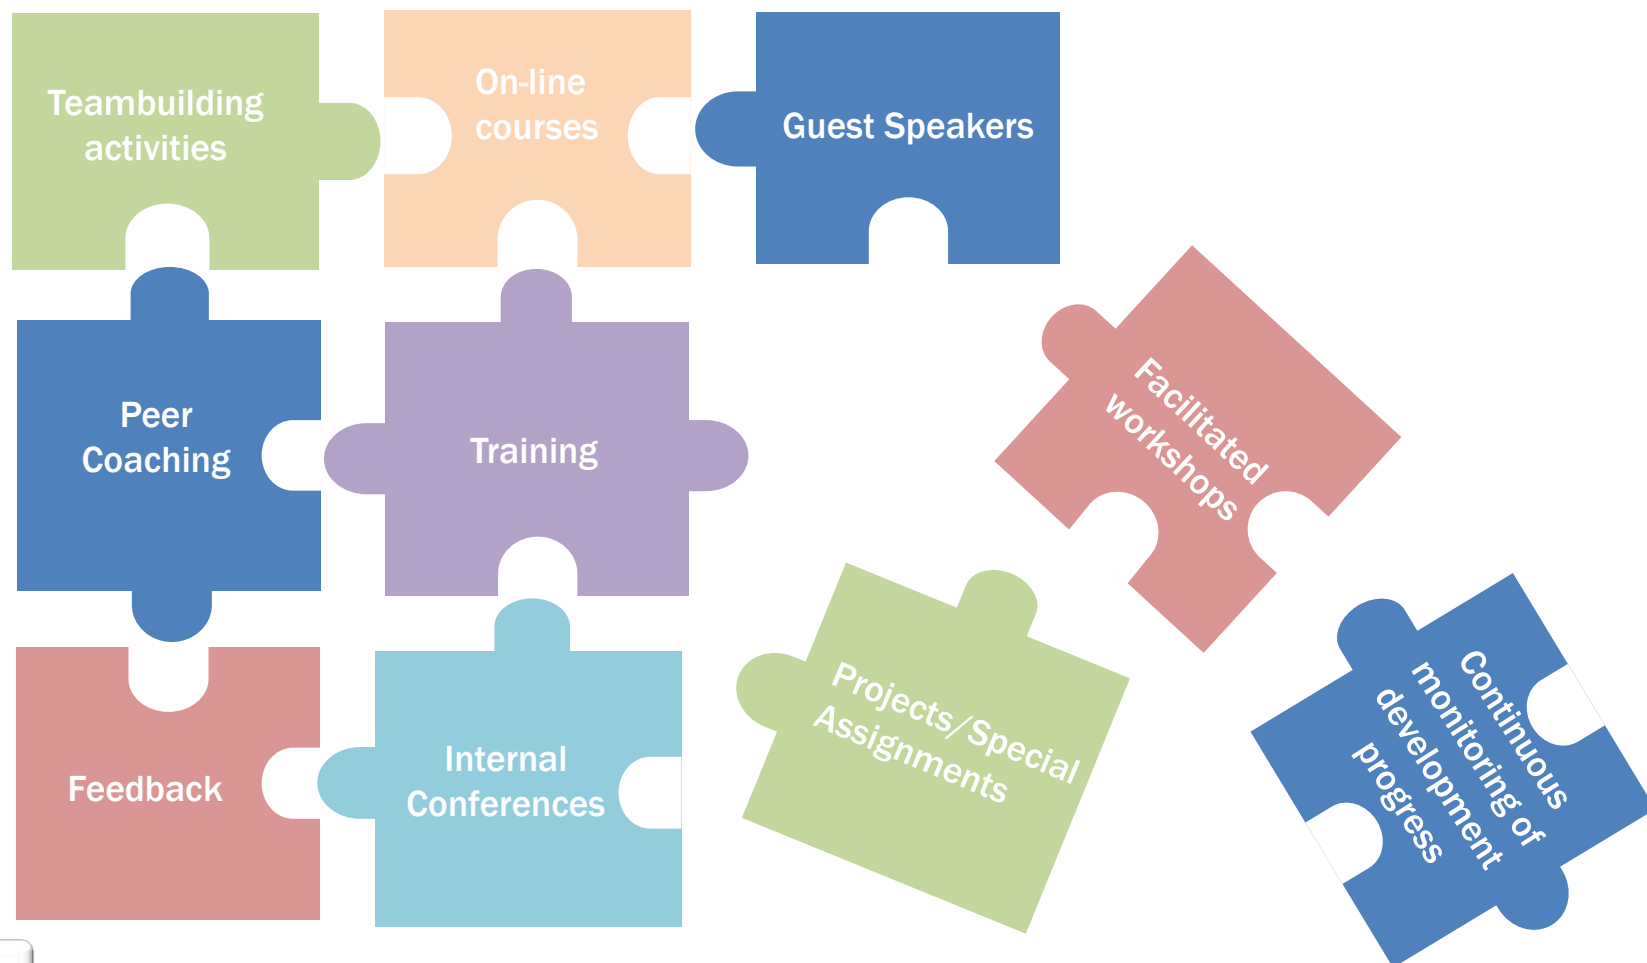 Teambuilding
activities
On-line
courses
Guest Speakers
Peer
Coaching
Training
Facilitated
workshops
Feedback
Internal
Conferences
Projects/Special
Assignments
Continuous
monitoring of
development
progress